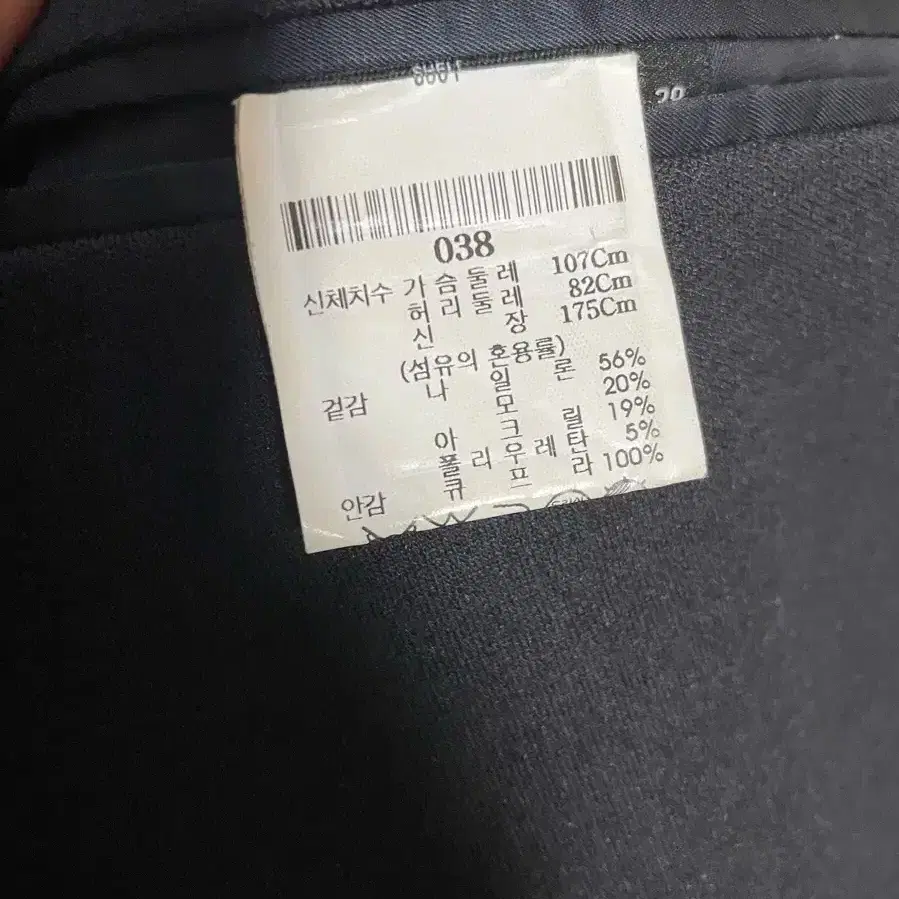 038
신체치수 가슴둘레 107Cm
허리둘레 82Cm
신장 175Cm
(섬유의 혼용률)
겉감 나일론 56%
모 20%
아크릴 19%
폴리우레탄 5%
안감 큐프라 100%